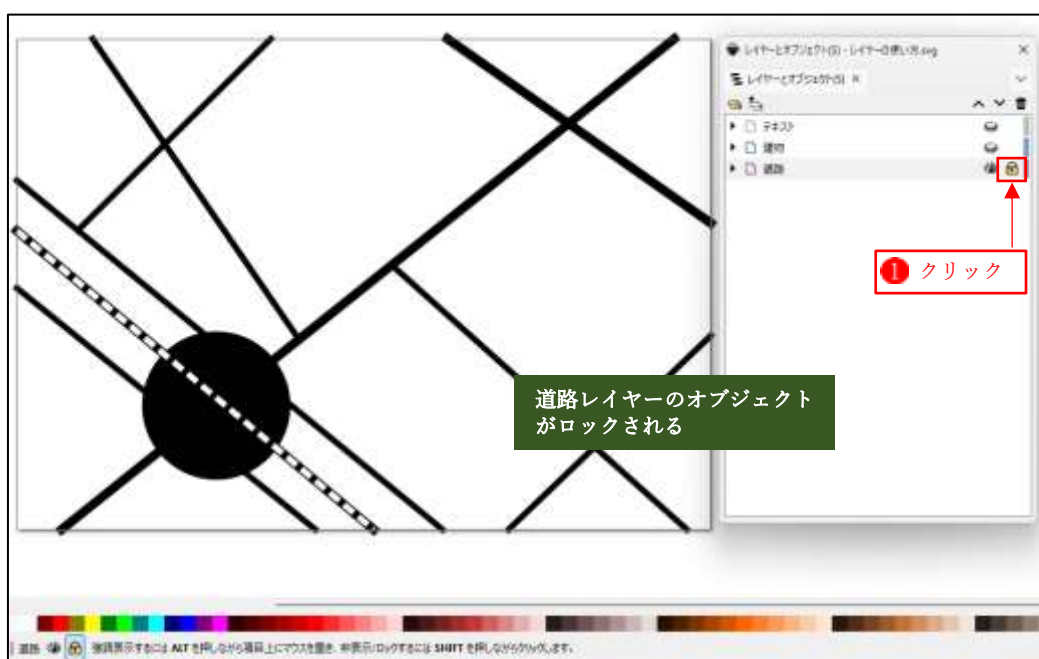 レイヤーとオブジェクト(S) - レイヤーの使い方.svg
レイヤーとオブジェクト(S)
テキスト
建物
道路
1 クリック
道路レイヤーのオブジェクト
がロックされる
道路 強調表示するには ALT を押しながら項目上にマウスを置き、非表示/ロックするには SHIFT を押しながらクリックします。